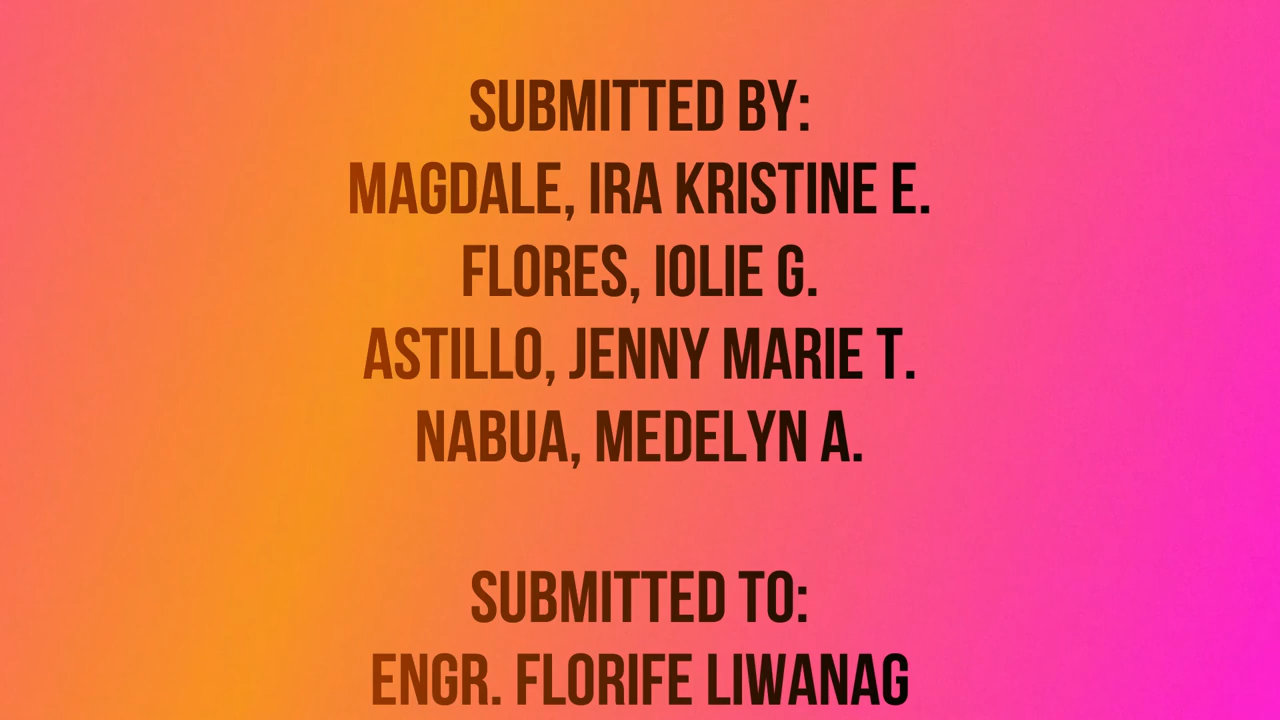 SUBMITTED BY:
MAGDALE, IRA KRISTINE E.
FLORES, IOLIE G.
ASTILLO, JENNY MARIE T.
NABUA, MEDELYN A.
SUBMITTED TO:
ENGR. FLORIFE LIWANAG